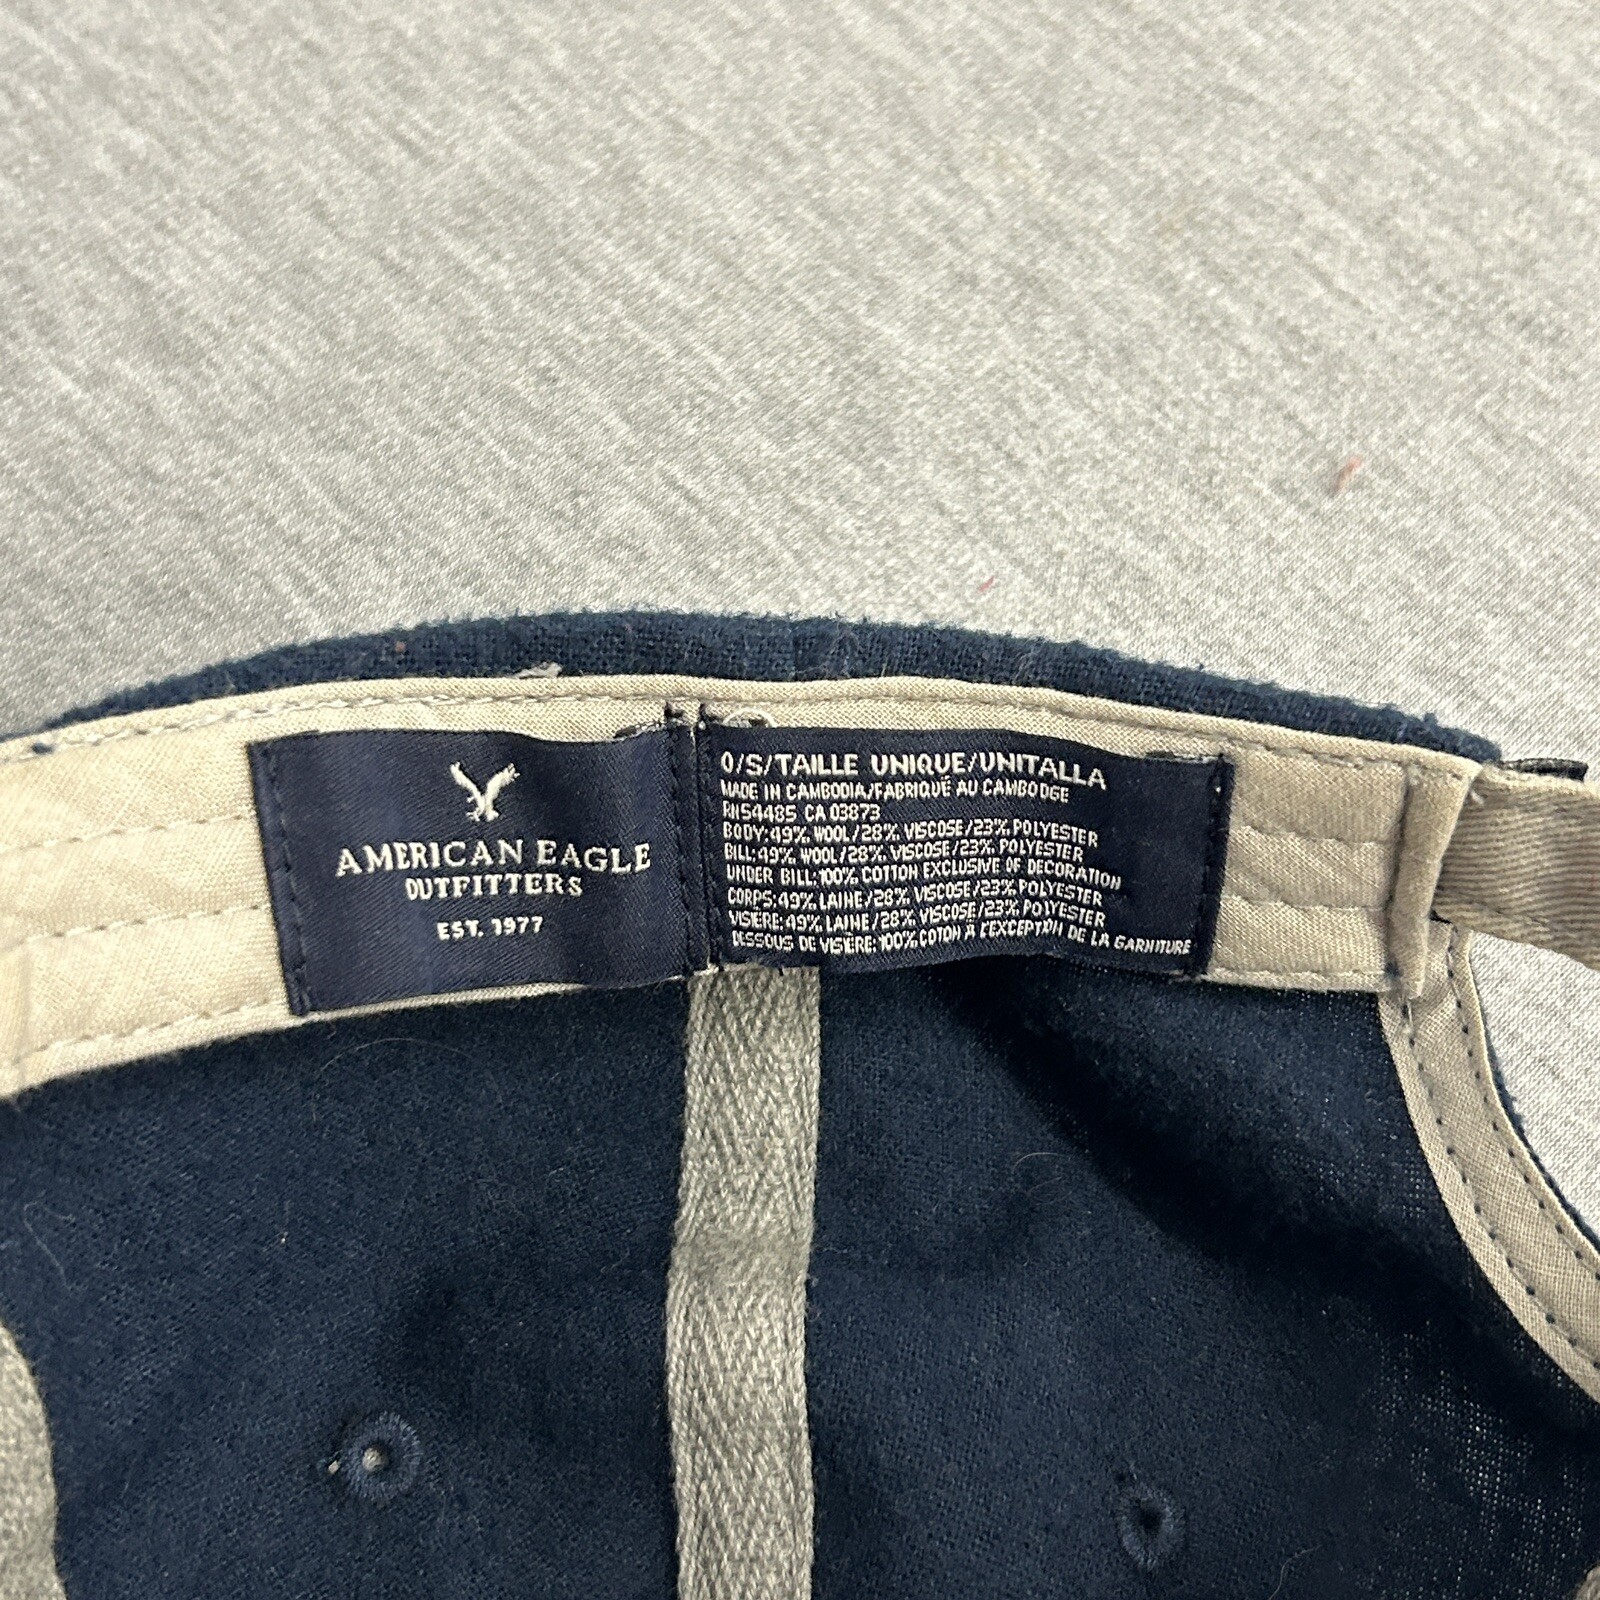 AMERICAN EAGLE
OUTFITTERS
EST. 1977
O/S/TAILLE UNIQUE/UNITALLA
MADE IN CAMBODIA/FABRIQUÉ AU CAMBODGE
RN54485 CA 03873
BODY:49% WOOL/28% VISCOSE/23% POLYESTER
BILL:49% WOOL/28% VISCOSE/23% POLYESTER
UNDER BILL:100% COTTON EXCLUSIVE OF DECORATION
CORPS:49% LAINE/28% VISCOSE/23% POLYESTER
VISIÈRE:49% LAINE/28% VISCOSE/23% POLYESTER
DESSOUS DE VISIÈRE:100% COTON À L'EXCEPTION DE LA GARNITURE